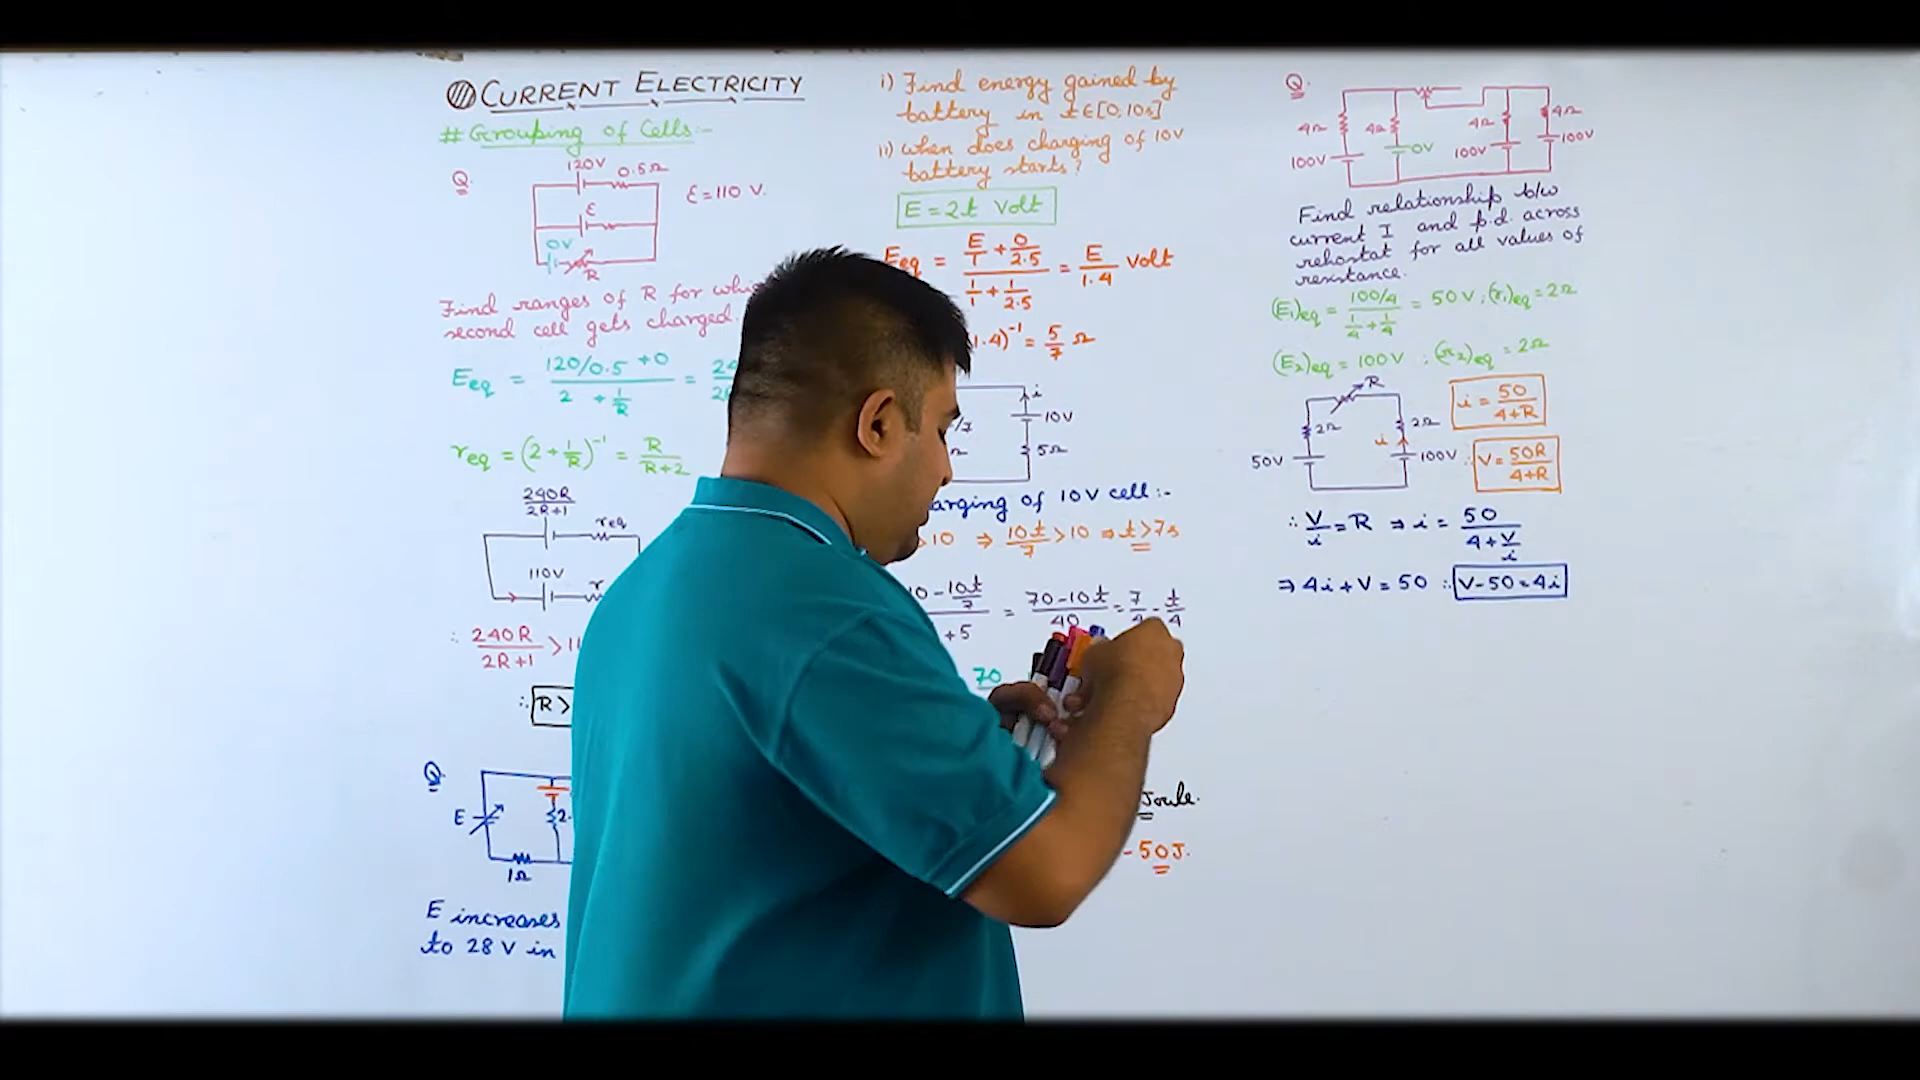 CURRENT ELECTRICITY
# Grouping of Cells:-
Q.
120V
0.5Ω
ε
ε=110 V.
0V
R
Find ranges of R for
second cell gets charged.
Eeq = 120/0.5 + 0 / 2 + 1/R =
req = (2+1/R)⁻¹ = R/R+2
240R/2R+1
req
110V
r
∴ 240R/2R+1 >
∴ R >
Q.
E
1Ω
E increases
to 28 V in
i) Find energy gained by
battery in t∈[0,10s]
ii) When does charging of 10V
battery starts?
E = 2t Volt
Eeq = E/1 + 0/2.5 / 1/1 + 1/2.5 = E/1.4 volt
1.4)⁻¹ = 5/7 Ω
i
10V
5Ω
arging of 10V cell:-
>10 ⇒ 10t/7 >10 ⇒ t>7s
10t/7 / +5 = 70-10t/40 = 7/4 - t/4
70
Joule.
-50J.
Q.
4Ω 4Ω 4Ω 4Ω
100V 0V 100V 100V
Find relationship b/w
current I and p.d. across
rehostat for all values of
resistance.
(E₁)eq = 100/4 / 1/4 + 1/4 = 50V ; (r₁)eq = 2Ω
(E₂)eq = 100V ; (r₂)eq = 2Ω
R
2Ω
2Ω
i
50V
100V
i = 50/4+R
∴ V = 50R/4+R
∴ V/i = R ⇒ i = 50 / 4 + V/i
⇒ 4i + V = 50 ∴ V-50=4i